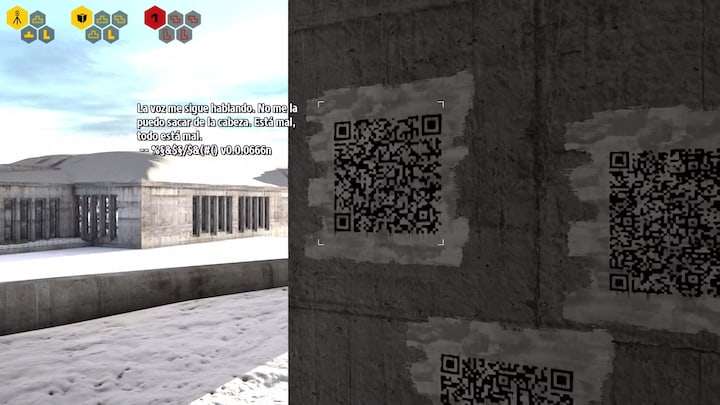 La voz me sigue hablando. No me la
puedo sacar de la cabeza. Está mal,
todo está mal.
-- %$&$§/$&(#() v0.0.0666n